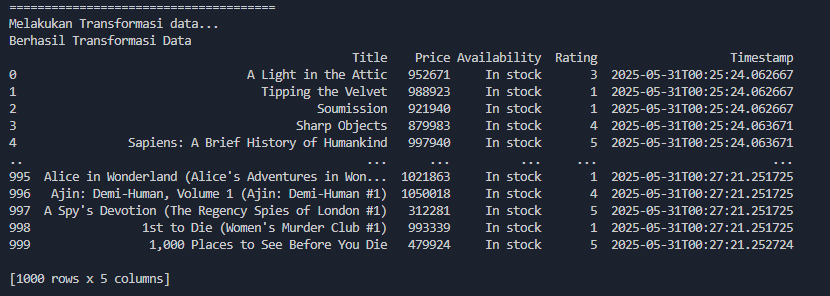 ======================================
Melakukan Transformasi data...
Berhasil Transformasi Data
Title Price Availability Rating Timestamp
0 A Light in the Attic 952671 In stock 3 2025-05-31T00:25:24.062667
1 Tipping the Velvet 988923 In stock 1 2025-05-31T00:25:24.062667
2 Soumission 921940 In stock 1 2025-05-31T00:25:24.062667
3 Sharp Objects 879983 In stock 4 2025-05-31T00:25:24.063671
4 Sapiens: A Brief History of Humankind 997940 In stock 5 2025-05-31T00:25:24.063671
.. ... ... ... ... ...
995 Alice in Wonderland (Alice's Adventures in Won... 1021863 In stock 1 2025-05-31T00:27:21.251725
996 Ajin: Demi-Human, Volume 1 (Ajin: Demi-Human #1) 1050018 In stock 4 2025-05-31T00:27:21.251725
997 A Spy's Devotion (The Regency Spies of London #1) 312281 In stock 5 2025-05-31T00:27:21.251725
998 1st to Die (Women's Murder Club #1) 993339 In stock 1 2025-05-31T00:27:21.251725
999 1,000 Places to See Before You Die 479924 In stock 5 2025-05-31T00:27:21.252724
[1000 rows x 5 columns]